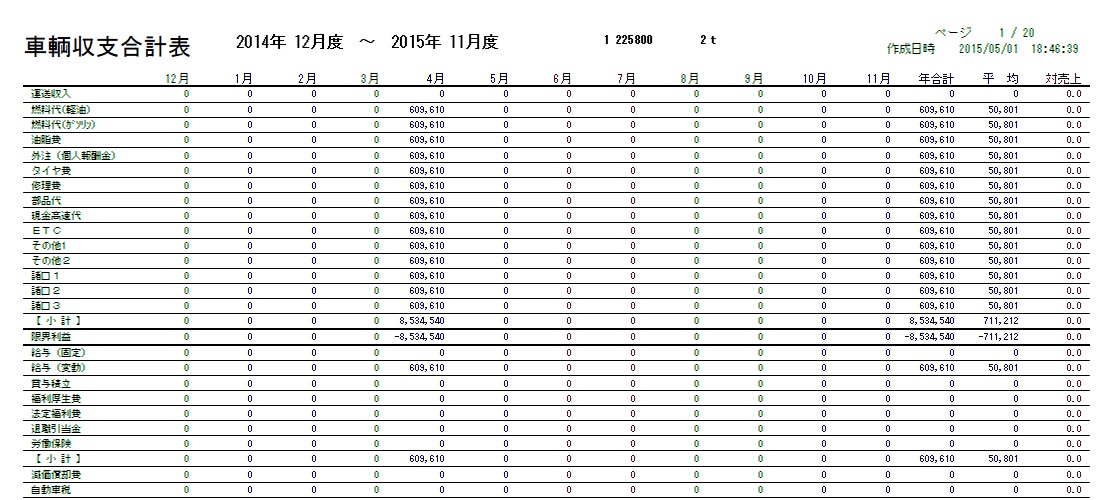 車輌収支合計表 2014年 12月度 ～ 2015年 11月度 1 225800 2ｔ ページ 1 / 20
作成日時 2015/05/01 18:46:39
12月 1月 2月 3月 4月 5月 6月 7月 8月 9月 10月 11月 年合計 平 均 対売上
運送収入 0 0 0 0 0 0 0 0 0 0 0 0 0 0 0.0
燃料代(軽油) 0 0 0 0 609,610 0 0 0 0 0 0 0 609,610 50,801 0.0
燃料代(ｶﾞｿﾘﾝ) 0 0 0 0 609,610 0 0 0 0 0 0 0 609,610 50,801 0.0
油脂費 0 0 0 0 609,610 0 0 0 0 0 0 0 609,610 50,801 0.0
外注（個人報酬金） 0 0 0 0 609,610 0 0 0 0 0 0 0 609,610 50,801 0.0
タイヤ費 0 0 0 0 609,610 0 0 0 0 0 0 0 609,610 50,801 0.0
修理費 0 0 0 0 609,610 0 0 0 0 0 0 0 609,610 50,801 0.0
部品代 0 0 0 0 609,610 0 0 0 0 0 0 0 609,610 50,801 0.0
現金高速代 0 0 0 0 609,610 0 0 0 0 0 0 0 609,610 50,801 0.0
ＥＴＣ 0 0 0 0 609,610 0 0 0 0 0 0 0 609,610 50,801 0.0
その他1 0 0 0 0 609,610 0 0 0 0 0 0 0 609,610 50,801 0.0
その他２ 0 0 0 0 609,610 0 0 0 0 0 0 0 609,610 50,801 0.0
諸口１ 0 0 0 0 609,610 0 0 0 0 0 0 0 609,610 50,801 0.0
諸口２ 0 0 0 0 609,610 0 0 0 0 0 0 0 609,610 50,801 0.0
諸口３ 0 0 0 0 609,610 0 0 0 0 0 0 0 609,610 50,801 0.0
【 小 計 】 0 0 0 0 8,534,540 0 0 0 0 0 0 0 8,534,540 711,212 0.0
限界利益 0 0 0 0 -8,534,540 0 0 0 0 0 0 0 -8,534,540 -711,212 0.0
給与（固定） 0 0 0 0 0 0 0 0 0 0 0 0 0 0 0.0
給与（変動） 0 0 0 0 609,610 0 0 0 0 0 0 0 609,610 50,801 0.0
賞与積立 0 0 0 0 0 0 0 0 0 0 0 0 0 0 0.0
福利厚生費 0 0 0 0 0 0 0 0 0 0 0 0 0 0 0.0
法定福利費 0 0 0 0 0 0 0 0 0 0 0 0 0 0 0.0
退職引当金 0 0 0 0 0 0 0 0 0 0 0 0 0 0 0.0
労働保険 0 0 0 0 0 0 0 0 0 0 0 0 0 0 0.0
【 小 計 】 0 0 0 0 609,610 0 0 0 0 0 0 0 609,610 50,801 0.0
減価償却費 0 0 0 0 0 0 0 0 0 0 0 0 0 0 0.0
自動車税 0 0 0 0 0 0 0 0 0 0 0 0 0 0 0.0